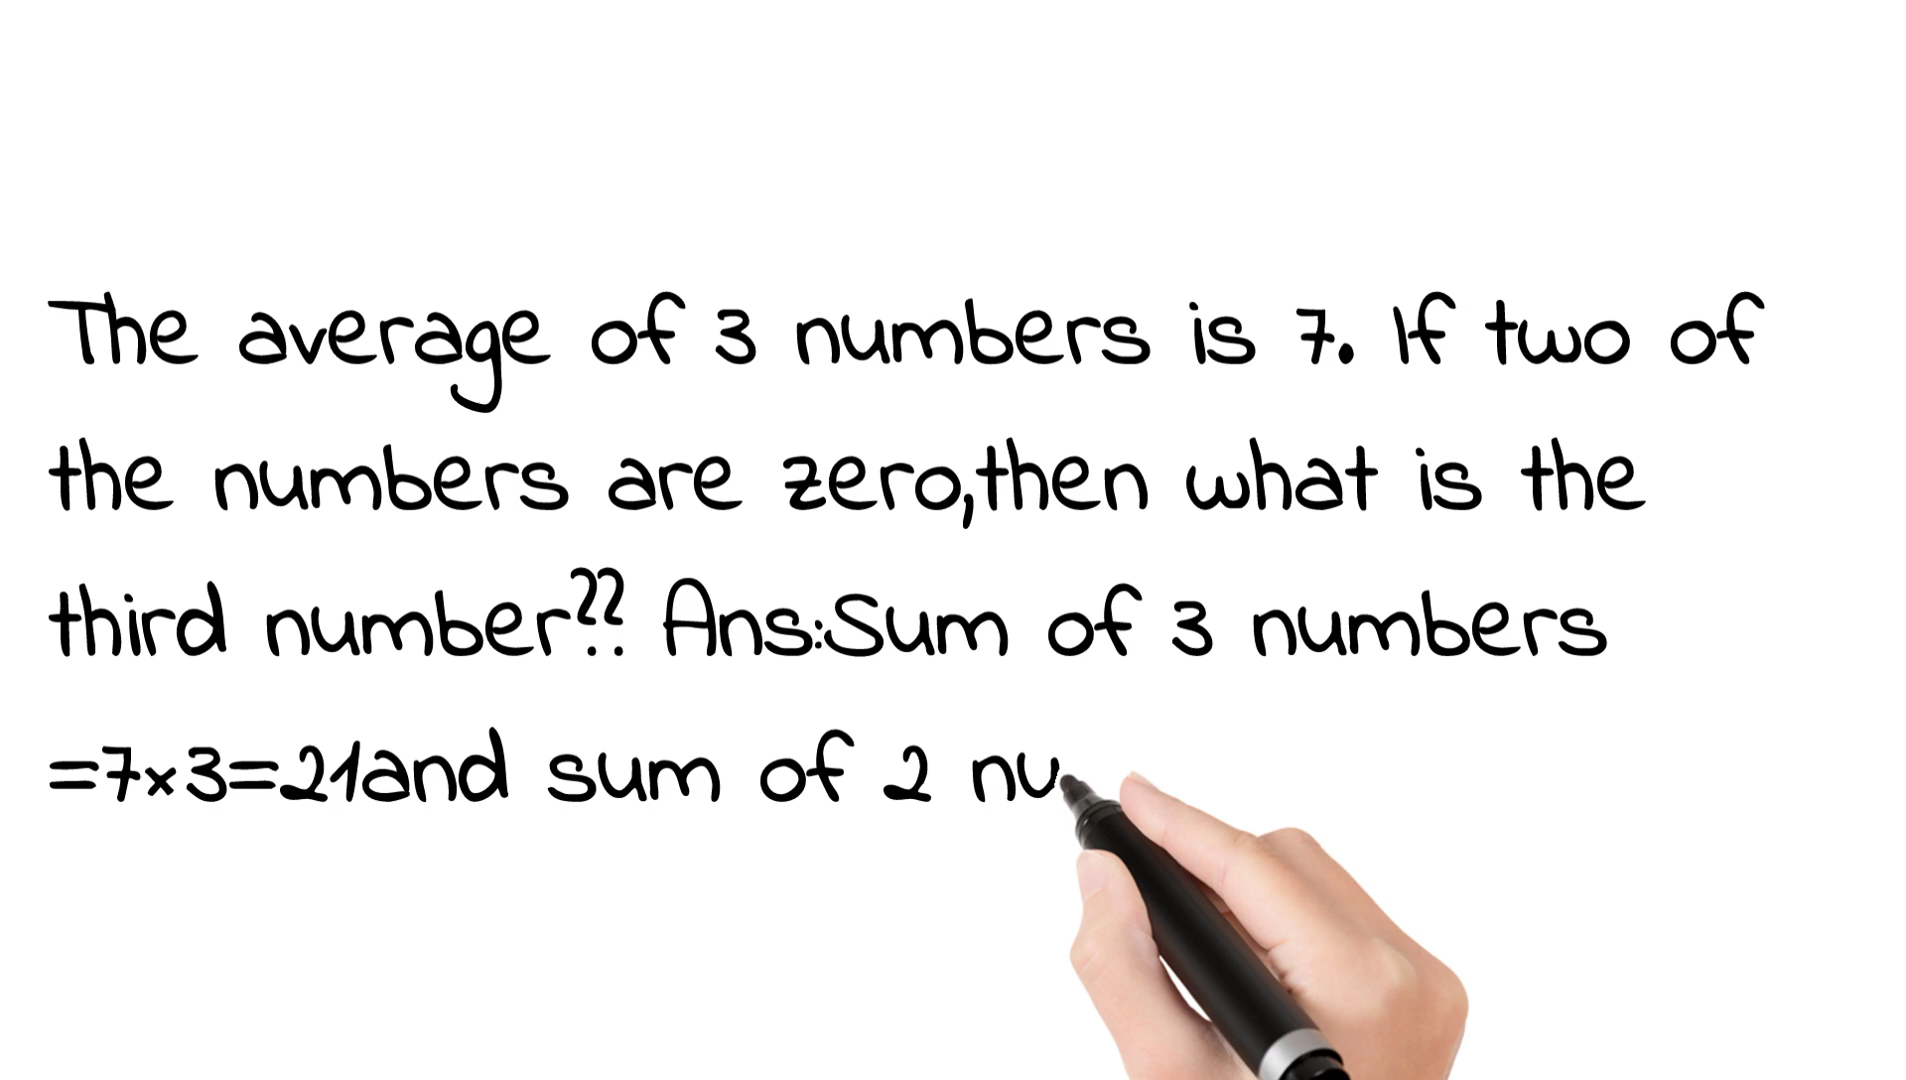 The average of 3 numbers is 7. If two of
the numbers are zero,then what is the
third number?? Ans:Sum of 3 numbers
=7×3=21and sum of 2 nu